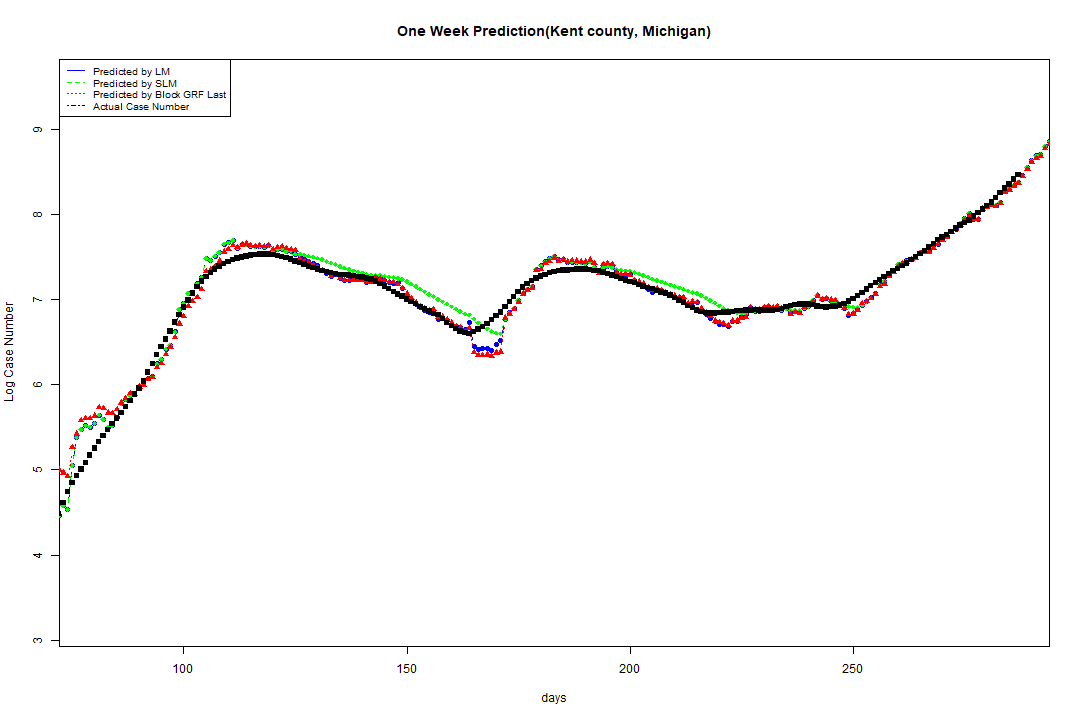 One Week Prediction(Kent county, Michigan)
Predicted by LM
Predicted by SLM
Predicted by Block GRF Last
Actual Case Number
9
8
7
6
5
4
3
Log Case Number
100 150 200 250
days